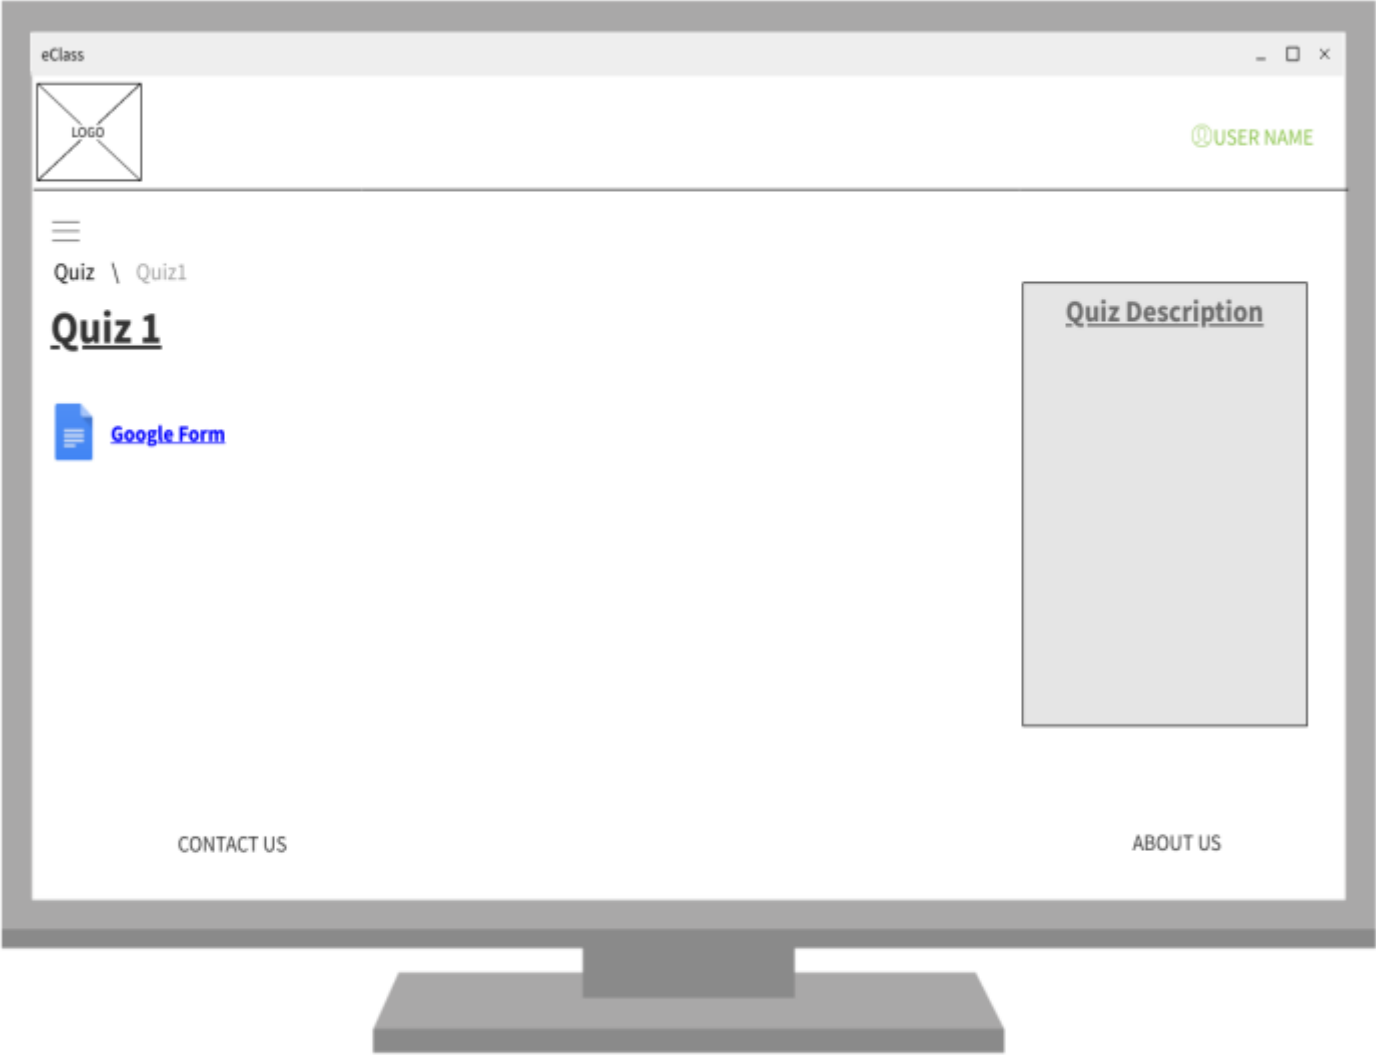 eClass
LOGO
USER NAME
Quiz \ Quiz1
Quiz 1
Quiz Description
Google Form
CONTACT US
ABOUT US